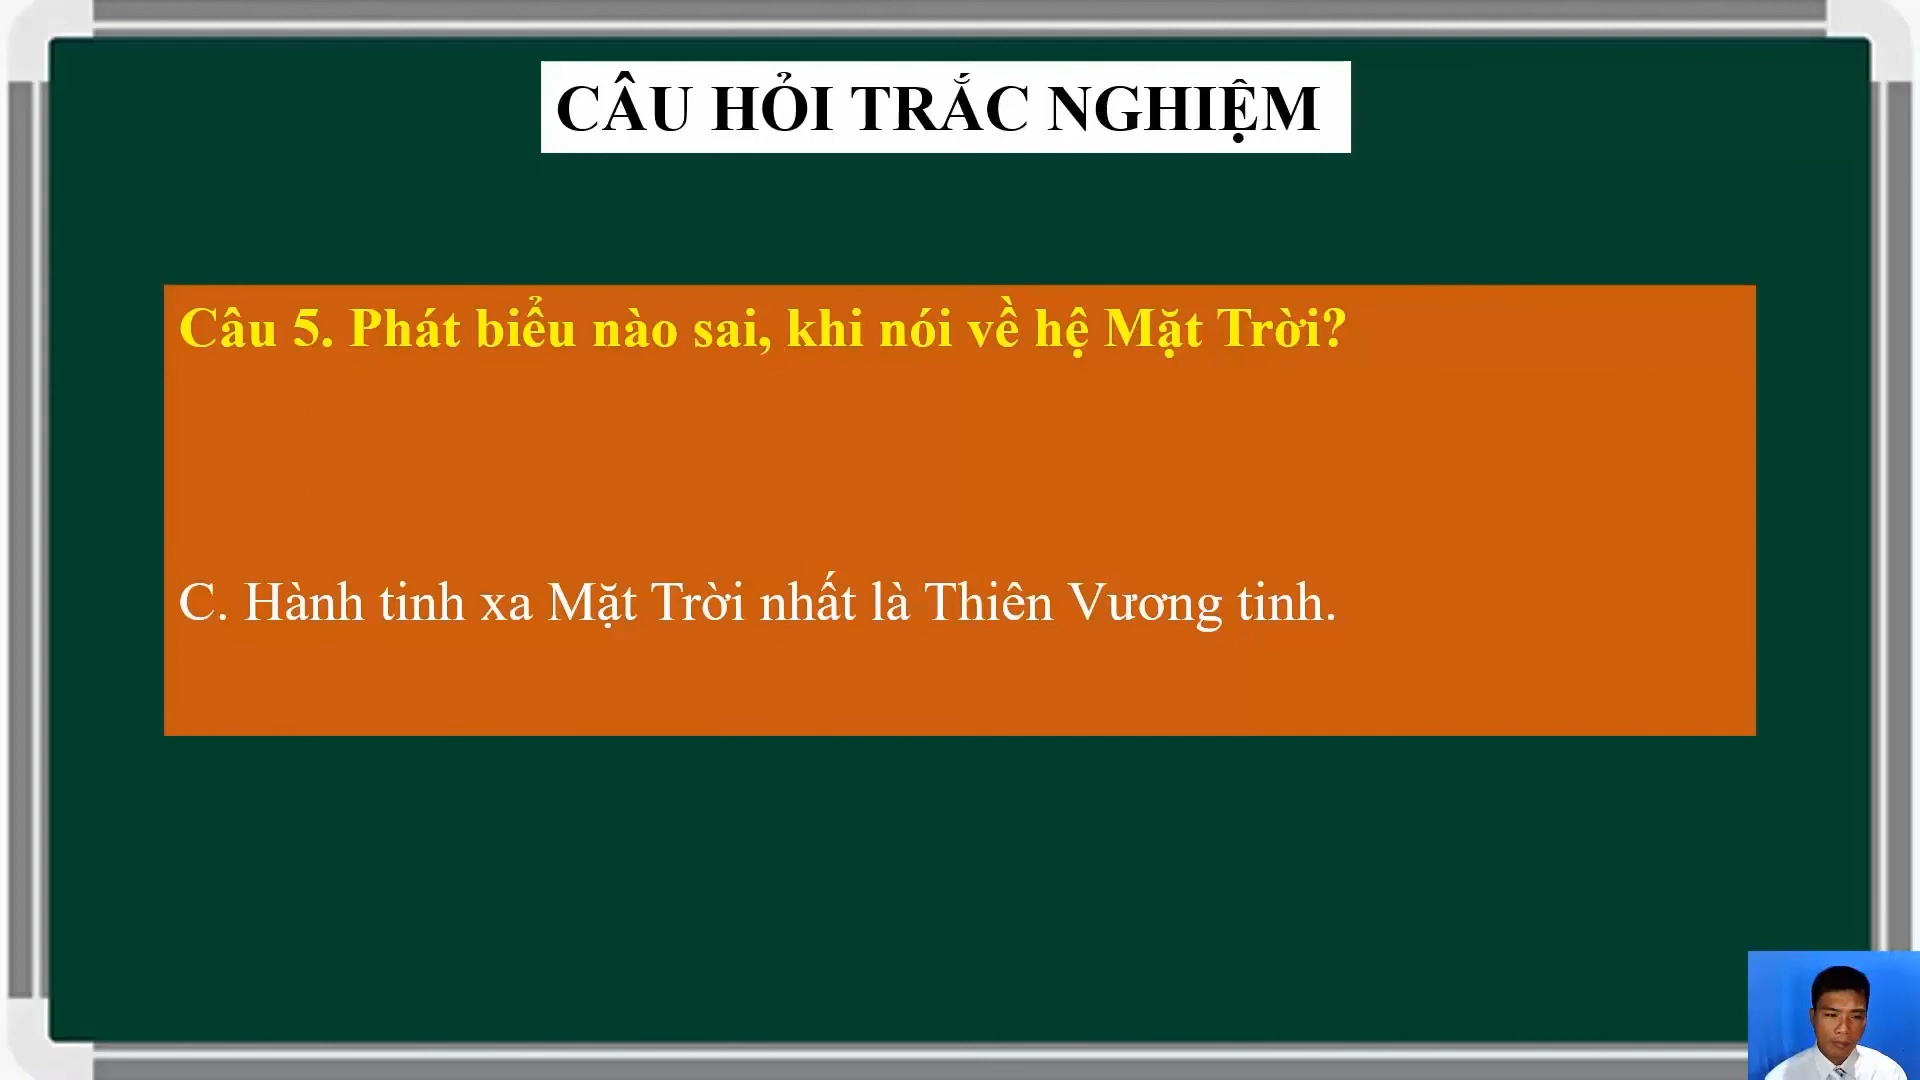 CÂU HỎI TRẮC NGHIỆM
Câu 5. Phát biểu nào sai, khi nói về hệ Mặt Trời?
C. Hành tinh xa Mặt Trời nhất là Thiên Vương tinh.